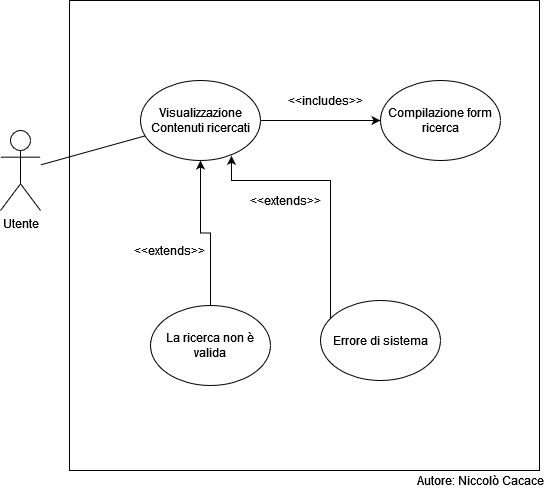 Visualizzazione
Contenuti ricercati
<<includes>>
Compilazione form
ricerca
Utente
<<extends>>
<<extends>>
La ricerca non è
valida
Errore di sistema
Autore: Niccolò Cacace